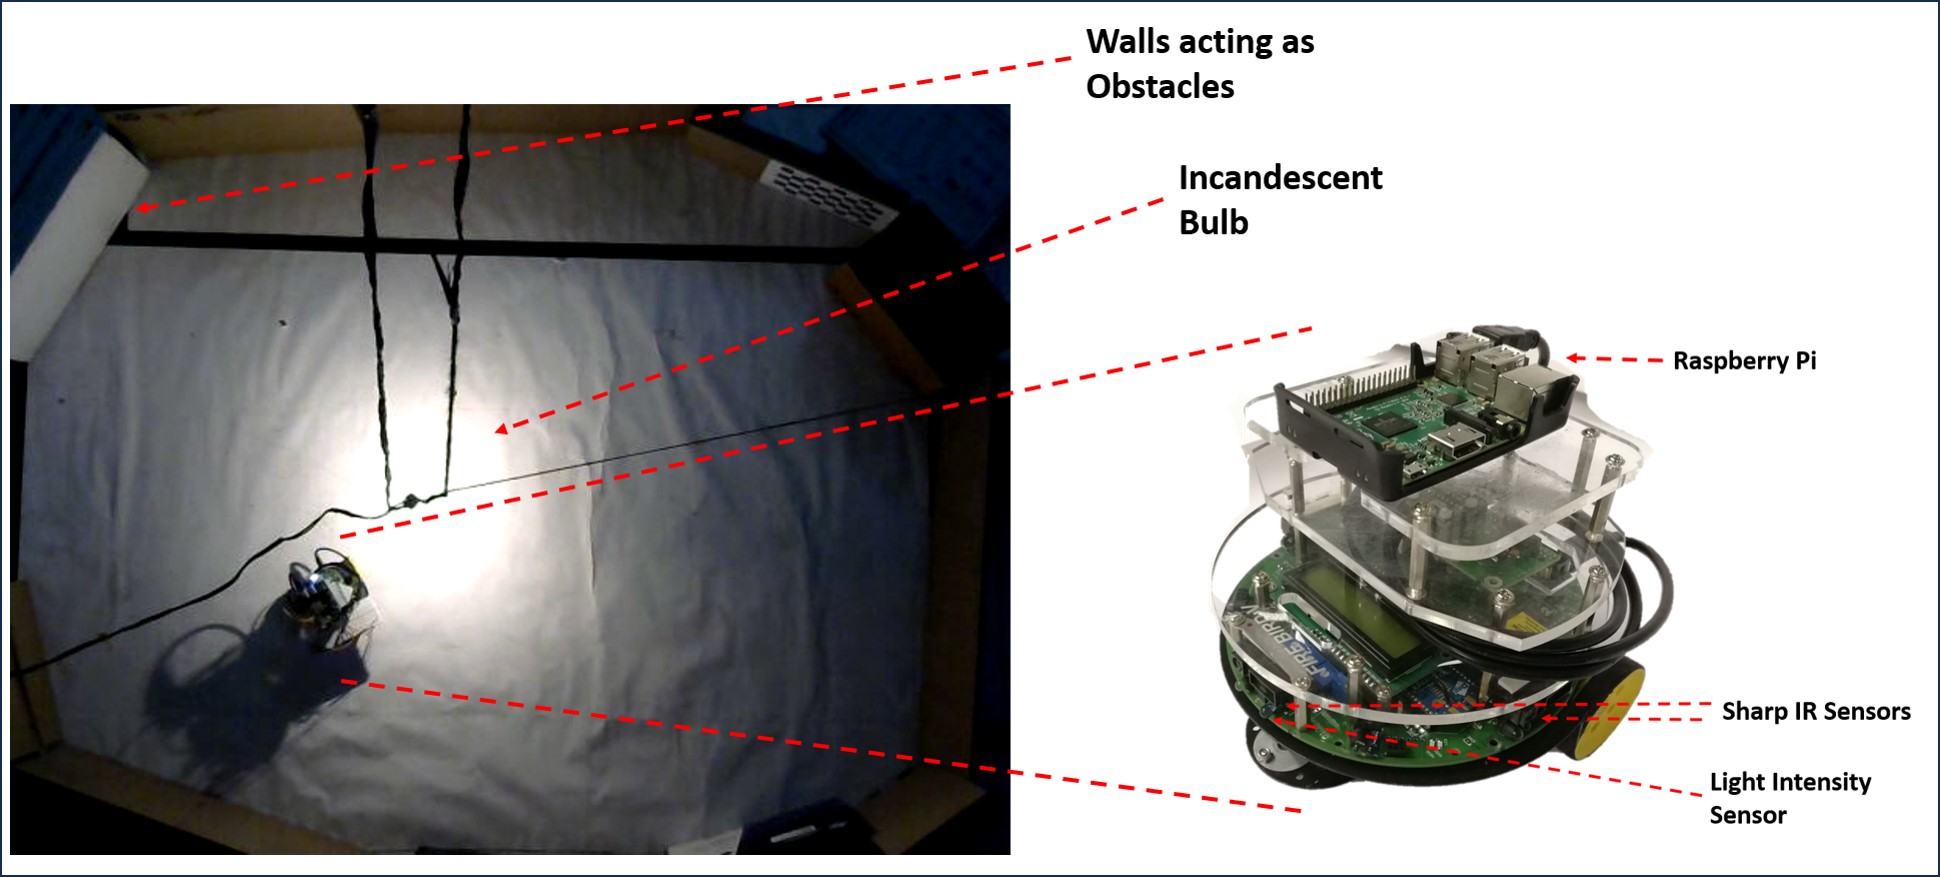 Walls acting as
Obstacles
Incandescent
Bulb
Raspberry Pi
FIRE BIRD V
Sharp IR Sensors
Light Intensity
Sensor